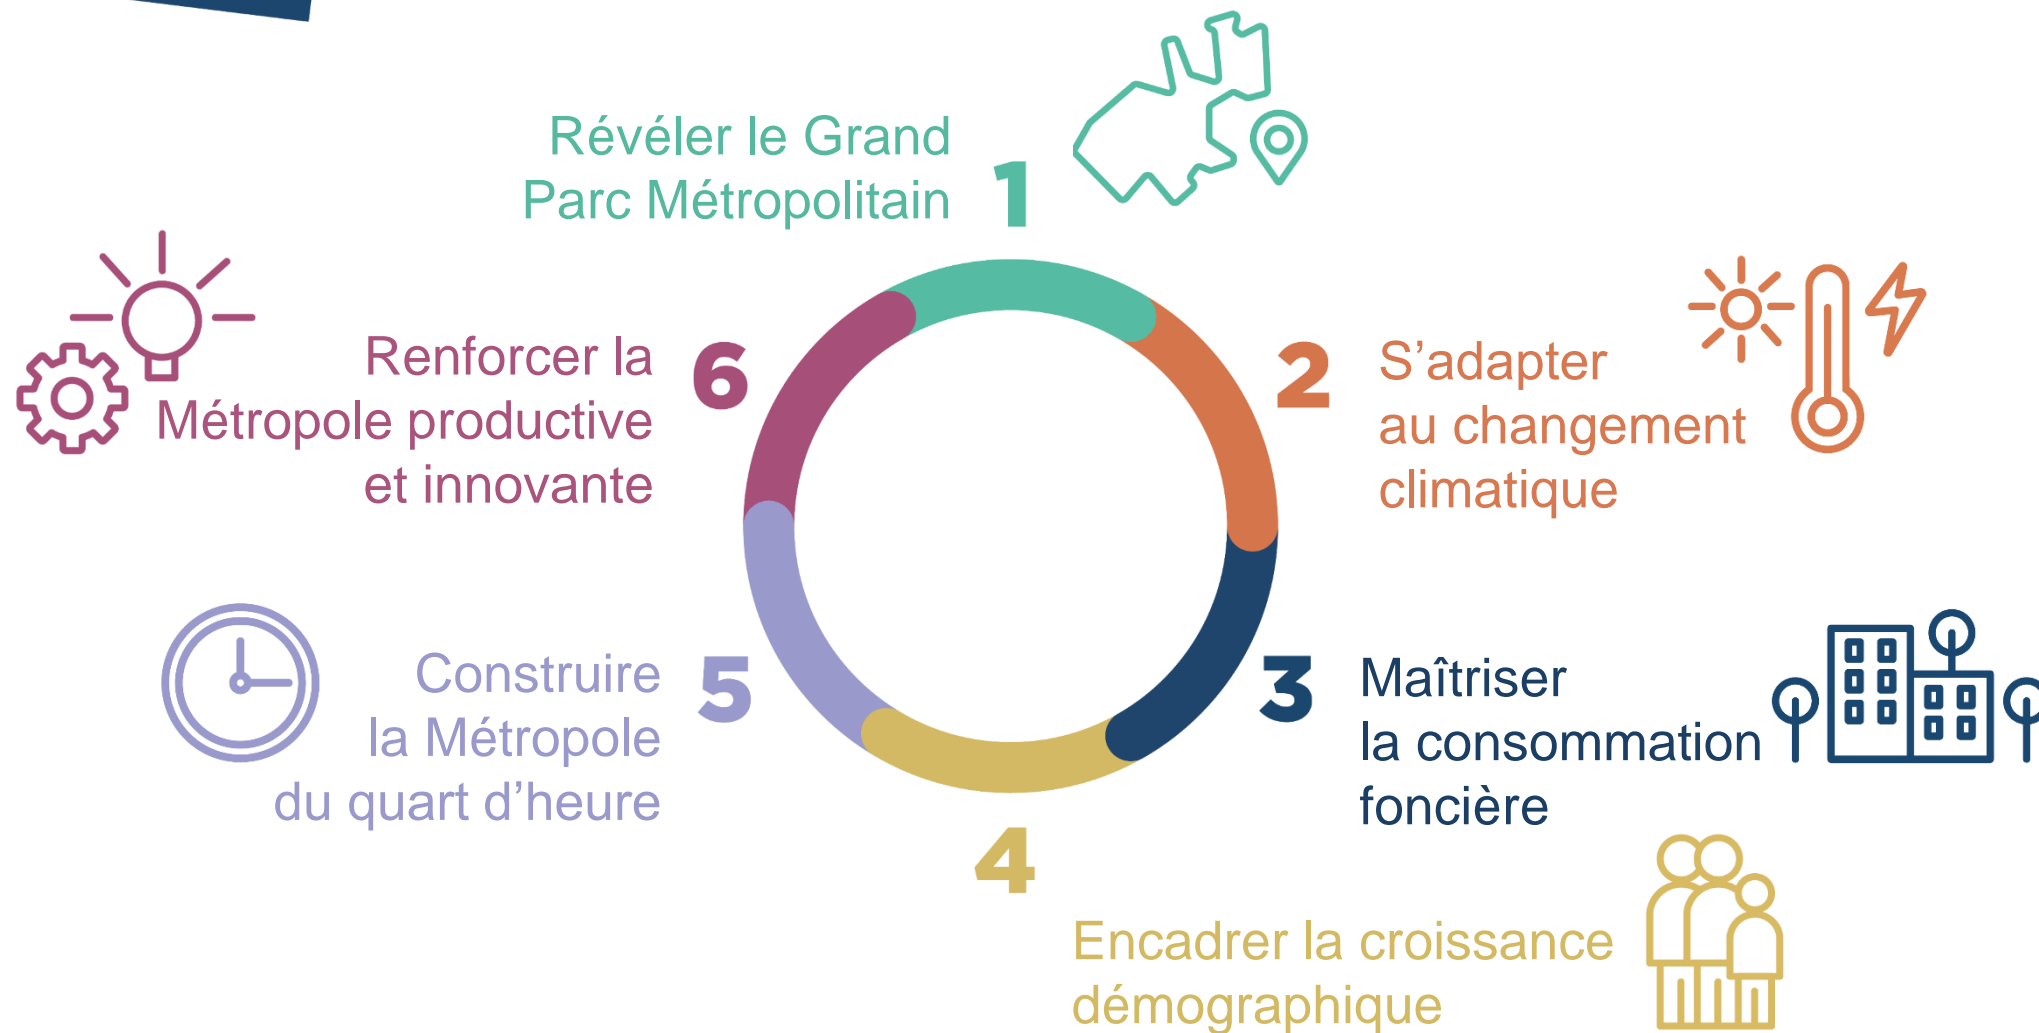 1
Révéler le Grand
Parc Métropolitain
2
S’adapter
au changement
climatique
3
Maîtriser
la consommation
foncière
4
Encadrer la croissance
démographique
5
Construire
la Métropole
du quart d’heure
6
Renforcer la
Métropole productive
et innovante